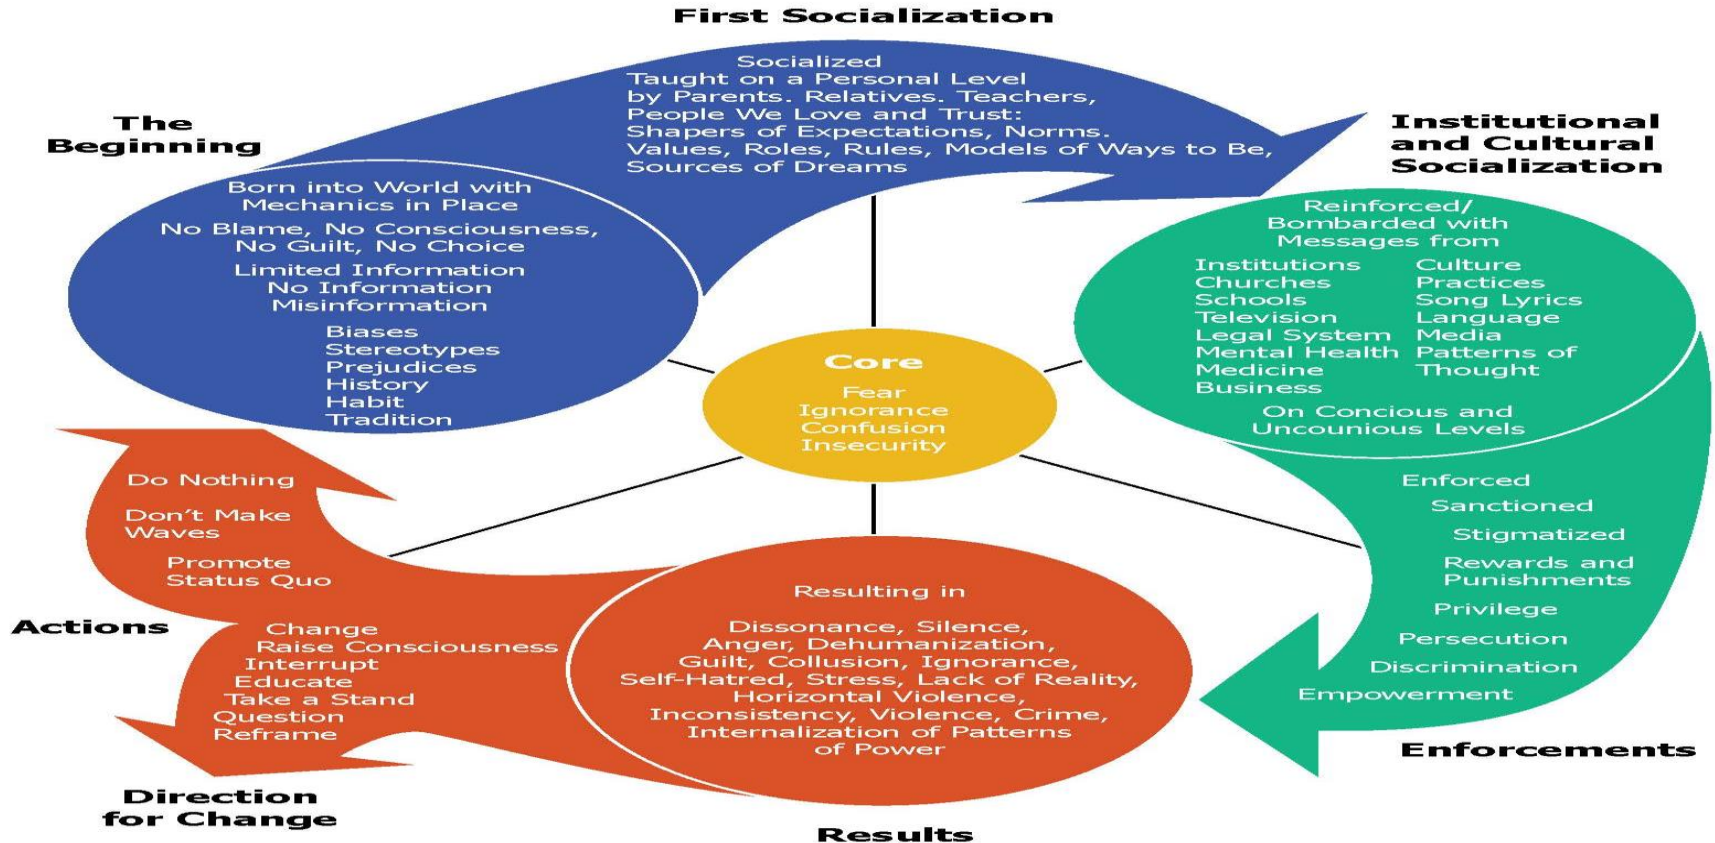 First Socialization
Socialized
Taught on a Personal Level
by Parents. Relatives. Teachers,
People We Love and Trust:
Shapers of Expectations, Norms.
Values, Roles, Rules, Models of Ways to Be,
Sources of Dreams
The
Beginning
Born into World with
Mechanics in Place
No Blame, No Consciousness,
No Guilt, No Choice
Limited Information
No Information
Misinformation
Biases
Stereotypes
Prejudices
History
Habit
Tradition
Institutional
and Cultural
Socialization
Reinforced/
Bombarded with
Messages from
Institutions
Churches
Schools
Television
Legal System
Mental Health
Medicine
Business
Culture
Practices
Song Lyrics
Language
Media
Patterns of
Thought
On Concious and
Uncounious Levels
Core
Fear
Ignorance
Confusion
Insecurity
Enforced
Sanctioned
Stigmatized
Rewards and
Punishments
Privilege
Persecution
Discrimination
Empowerment
Enforcements
Resulting in
Dissonance, Silence,
Anger, Dehumanization,
Guilt, Collusion, Ignorance,
Self-Hatred, Stress, Lack of Reality,
Horizontal Violence,
Inconsistency, Violence, Crime,
Internalization of Patterns
of Power
Results
Do Nothing
Don't Make
Waves
Promote
Status Quo
Actions
Change
Raise Consciousness
Interrupt
Educate
Take a Stand
Question
Reframe
Direction
for Change